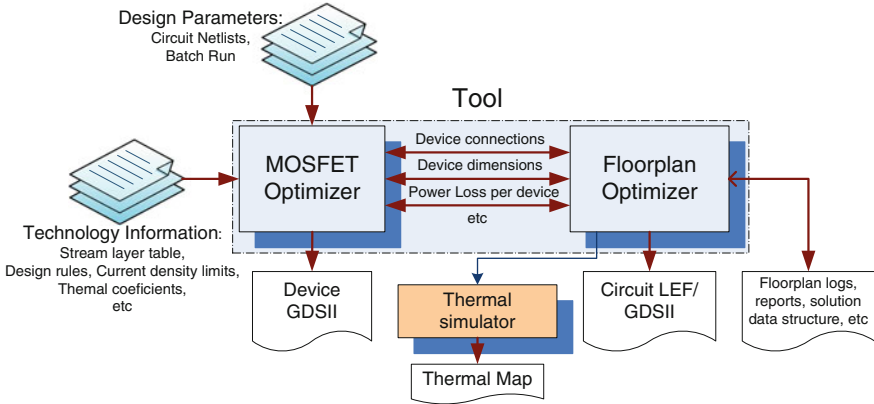 Design Parameters:
Circuit Netlists,
Batch Run
Tool
MOSFET
Optimizer
Device connections
Device dimensions
Power Loss per device
etc
Floorplan
Optimizer
Technology Information:
Stream layer table,
Design rules, Current density limits,
Themal coeficients,
etc
Device
GDSII
Thermal
simulator
Circuit LEF/
GDSII
Floorplan logs,
reports, solution
data structure, etc
Thermal Map